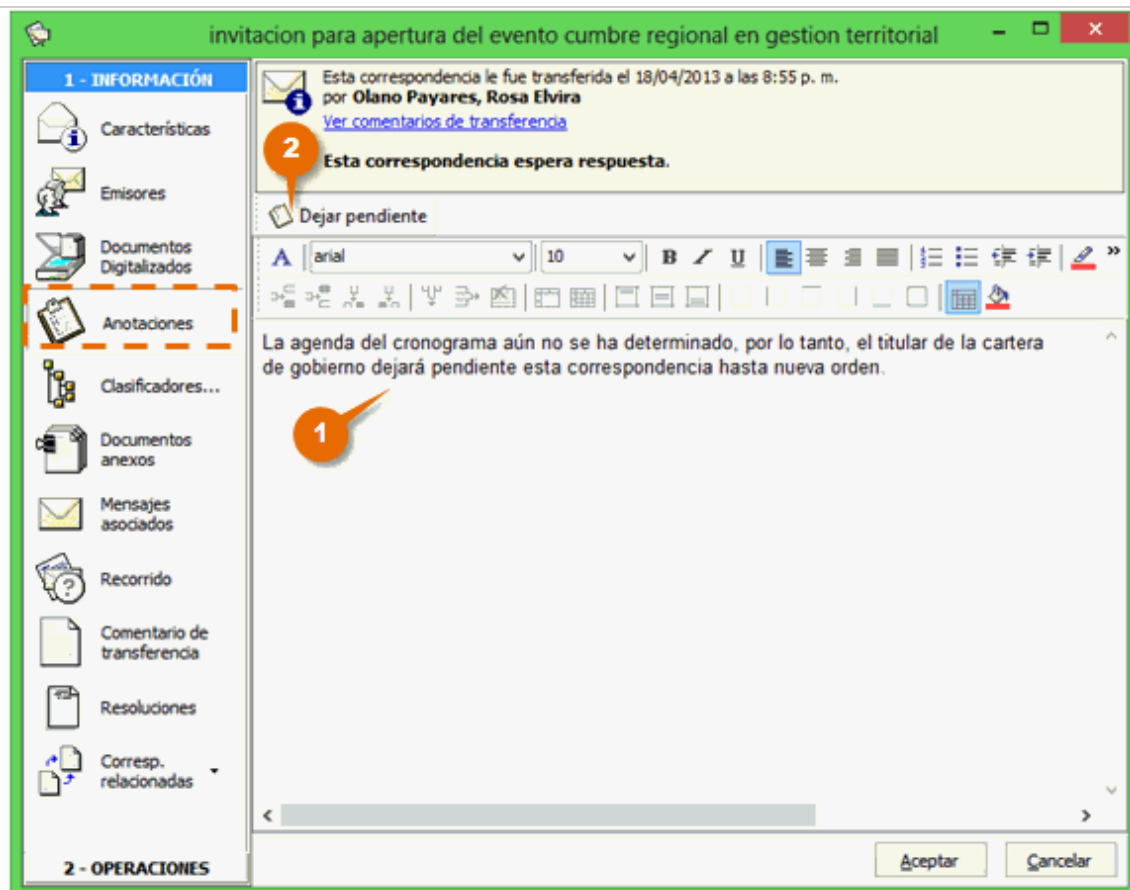 invitacion para apertura del evento cumbre regional en gestion territorial
1 - INFORMACIÓN
Características
Emisores
Documentos
Digitalizados
Anotaciones
Clasificadores...
Documentos
anexos
Mensajes
asociados
Recorrido
Comentario de
transferencia
Resoluciones
Corresp.
relacionadas
2 - OPERACIONES
Esta correspondencia le fue transferida el 18/04/2013 a las 8:55 p. m.
por Olano Payares, Rosa Elvira
Ver comentarios de transferencia
2
Esta correspondencia espera respuesta.
Dejar pendiente
A arial 10 B I U
La agenda del cronograma aún no se ha determinado, por lo tanto, el titular de la cartera
de gobierno dejará pendiente esta correspondencia hasta nueva orden.
1
Aceptar Cancelar